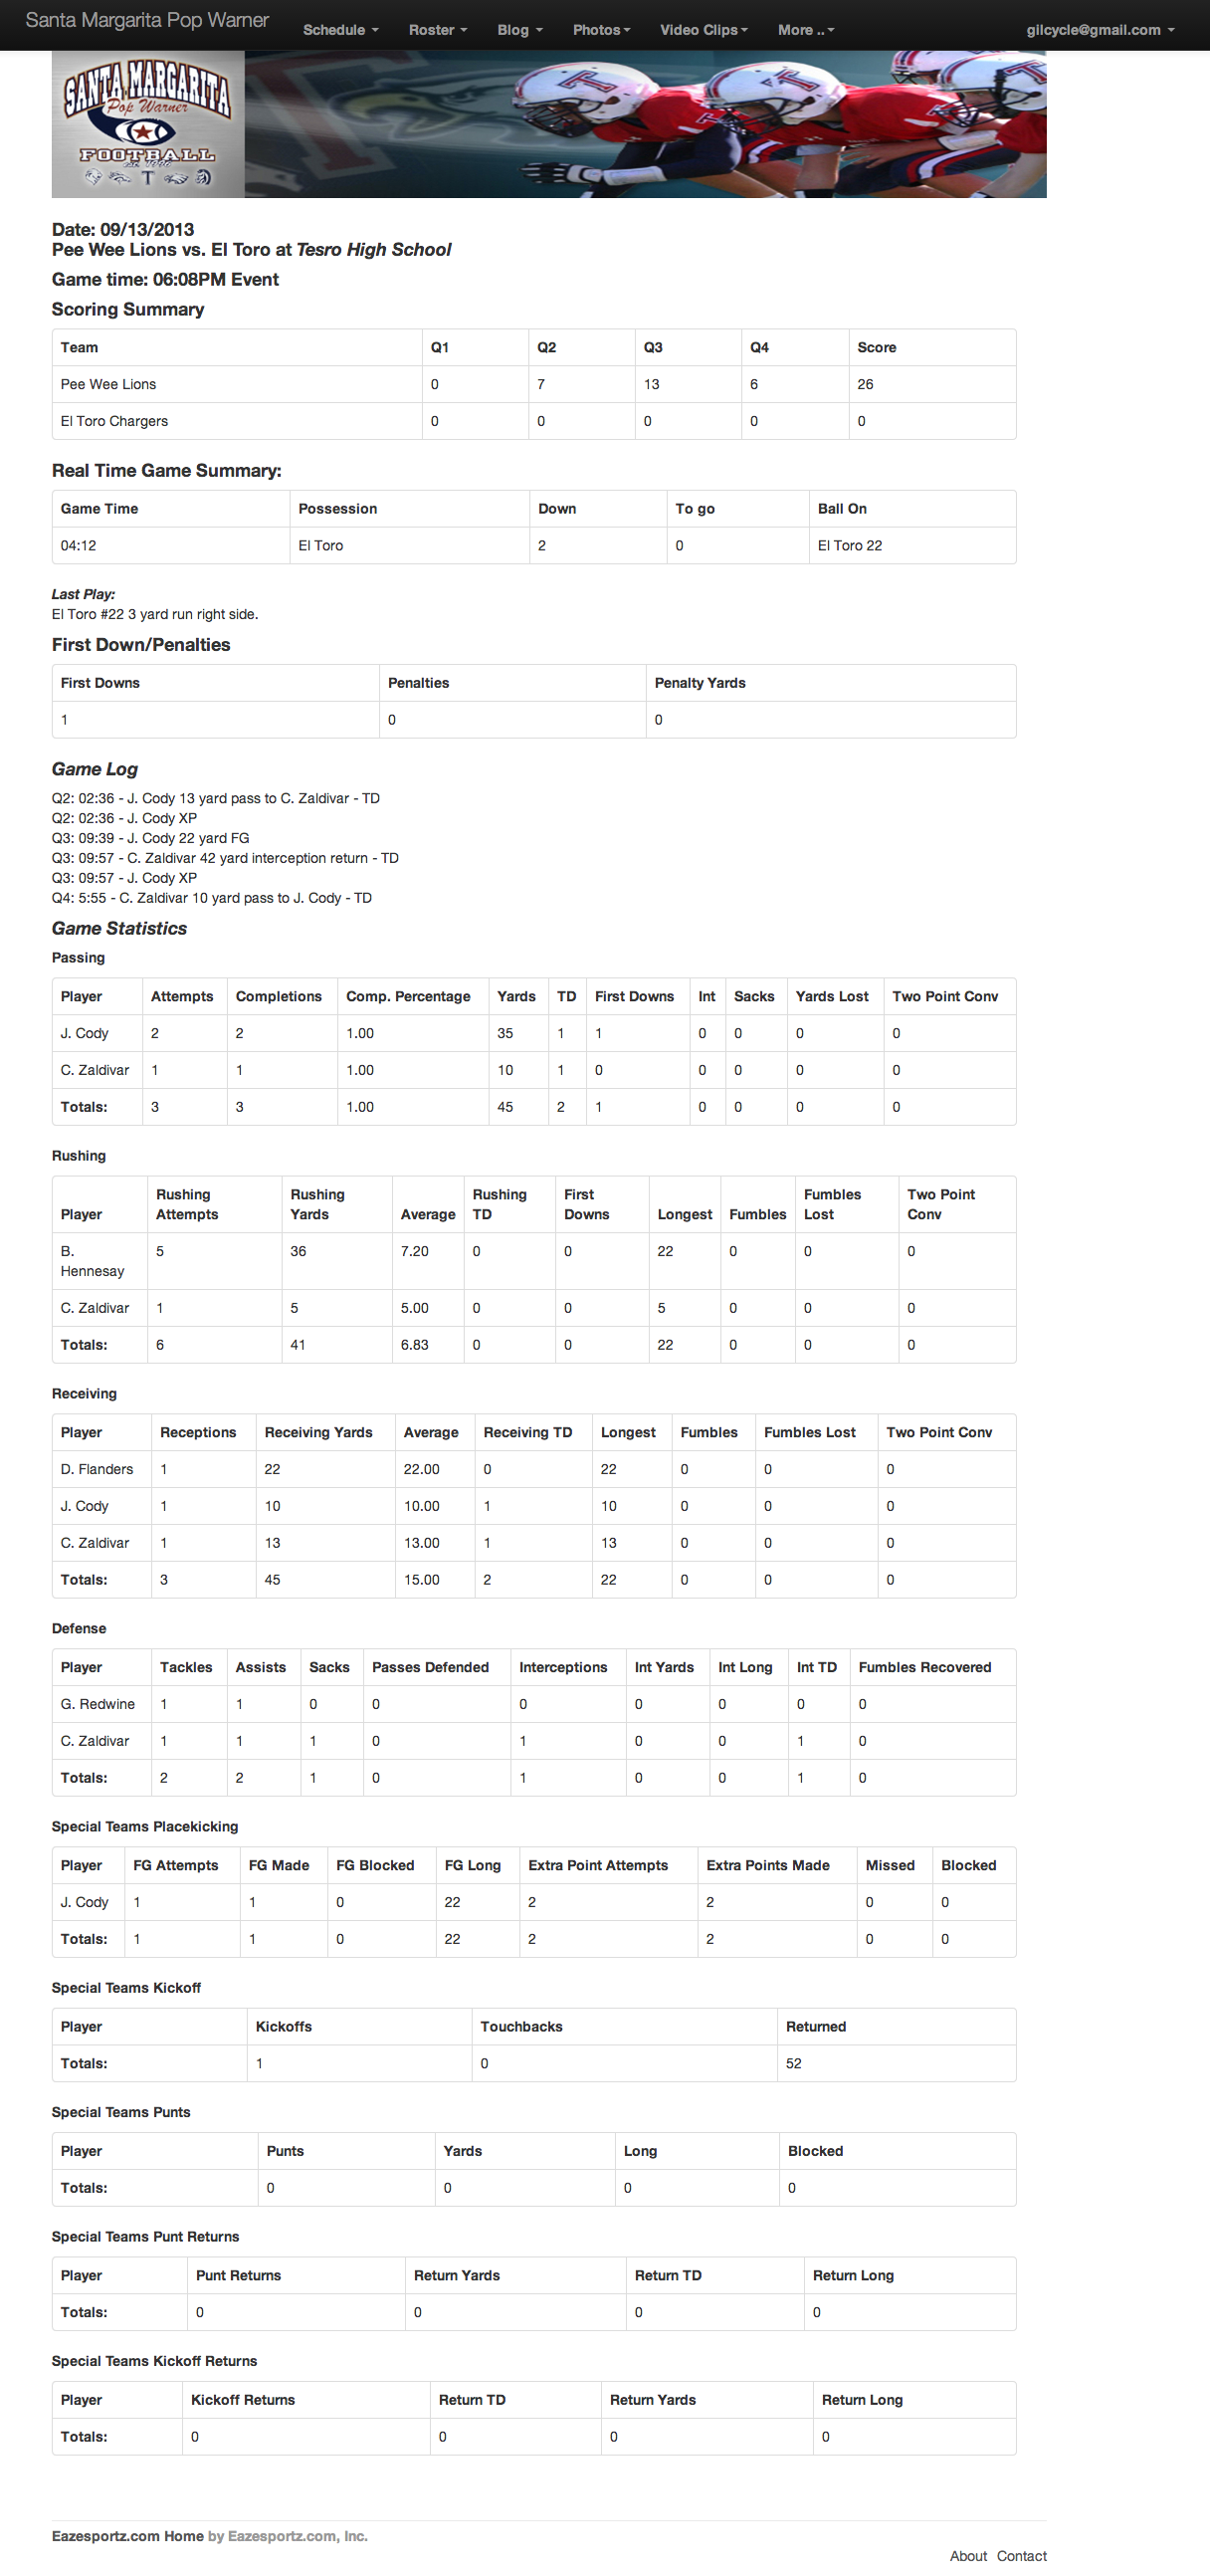 Santa Margarita Pop Warner Schedule Roster Blog Photos Video Clips More .. gilcycle@gmail.com
SANTA MARGARITA
Pop Warner
FOOTBALL
Date: 09/13/2013
Pee Wee Lions vs. El Toro at Tesro High School
Game time: 06:08PM Event
Scoring Summary
Team Q1 Q2 Q3 Q4 Score
Pee Wee Lions 0 7 13 6 26
El Toro Chargers 0 0 0 0 0
Real Time Game Summary:
Game Time Possession Down To go Ball On
04:12 El Toro 2 0 El Toro 22
Last Play:
El Toro #22 3 yard run right side.
First Down/Penalties
First Downs Penalties Penalty Yards
1 0 0
Game Log
Q2: 02:36 - J. Cody 13 yard pass to C. Zaldivar - TD
Q2: 02:36 - J. Cody XP
Q3: 09:39 - J. Cody 22 yard FG
Q3: 09:57 - C. Zaldivar 42 yard interception return - TD
Q3: 09:57 - J. Cody XP
Q4: 5:55 - C. Zaldivar 10 yard pass to J. Cody - TD
Game Statistics
Passing
Player Attempts Completions Comp. Percentage Yards TD First Downs Int Sacks Yards Lost Two Point Conv
J. Cody 2 2 1.00 35 1 1 0 0 0 0
C. Zaldivar 1 1 1.00 10 1 0 0 0 0 0
Totals: 3 3 1.00 45 2 1 0 0 0 0
Rushing
Player Rushing Attempts Rushing Yards Average Rushing TD First Downs Longest Fumbles Fumbles Lost Two Point Conv
B. Hennesay 5 36 7.20 0 0 22 0 0 0
C. Zaldivar 1 5 5.00 0 0 5 0 0 0
Totals: 6 41 6.83 0 0 22 0 0 0
Receiving
Player Receptions Receiving Yards Average Receiving TD Longest Fumbles Fumbles Lost Two Point Conv
D. Flanders 1 22 22.00 0 22 0 0 0
J. Cody 1 10 10.00 1 10 0 0 0
C. Zaldivar 1 13 13.00 1 13 0 0 0
Totals: 3 45 15.00 2 22 0 0 0
Defense
Player Tackles Assists Sacks Passes Defended Interceptions Int Yards Int Long Int TD Fumbles Recovered
G. Redwine 1 1 0 0 0 0 0 0 0
C. Zaldivar 1 1 1 0 1 0 0 1 0
Totals: 2 2 1 0 1 0 0 1 0
Special Teams Placekicking
Player FG Attempts FG Made FG Blocked FG Long Extra Point Attempts Extra Points Made Missed Blocked
J. Cody 1 1 0 22 2 2 0 0
Totals: 1 1 0 22 2 2 0 0
Special Teams Kickoff
Player Kickoffs Touchbacks Returned
Totals: 1 0 52
Special Teams Punts
Player Punts Yards Long Blocked
Totals: 0 0 0 0
Special Teams Punt Returns
Player Punt Returns Return Yards Return TD Return Long
Totals: 0 0 0 0
Special Teams Kickoff Returns
Player Kickoff Returns Return TD Return Yards Return Long
Totals: 0 0 0 0
Eazesportz.com Home by Eazesportz.com, Inc.
About Contact